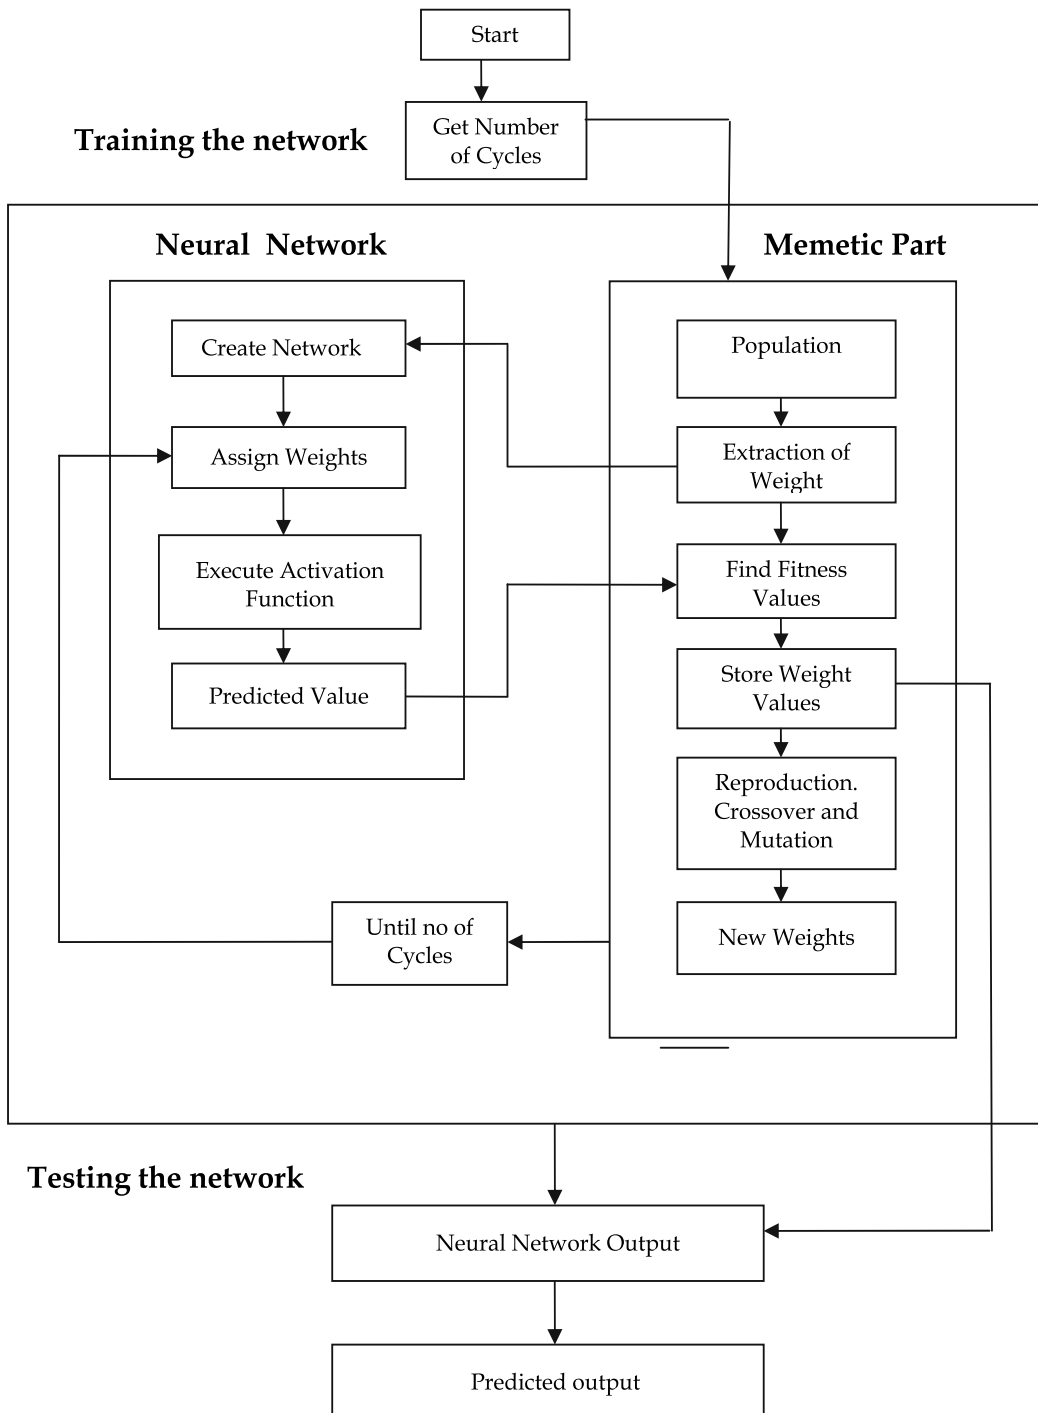 Start
Get Number
of Cycles
Training the network
Neural Network
Memetic Part
Create Network
Assign Weights
Execute Activation
Function
Predicted Value
Population
Extraction of
Weight
Find Fitness
Values
Store Weight
Values
Reproduction.
Crossover and
Mutation
New Weights
Until no of
Cycles
Testing the network
Neural Network Output
Predicted output